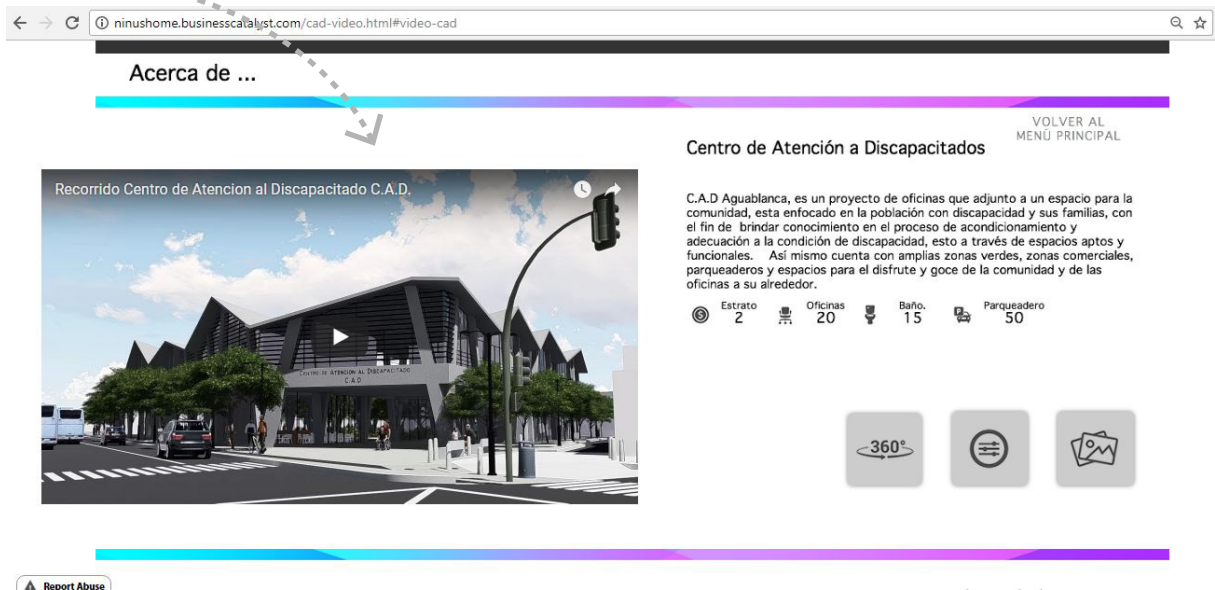 ninushome.businesscatalyst.com/cad-video.html#video-cad
Acerca de ...
VOLVER AL
MENÚ PRINCIPAL
Centro de Atención a Discapacitados
Recorrido Centro de Atencion al Discapacitado C.A.D.
C.A.D Aguablanca, es un proyecto de oficinas que adjunto a un espacio para la
comunidad, esta enfocado en la población con discapacidad y sus familias, con
el fin de brindar conocimiento en el proceso de acondicionamiento y
adecuación a la condición de discapacidad, esto a través de espacios aptos y
funcionales. Así mismo cuenta con amplias zonas verdes, zonas comerciales,
parqueaderos y espacios para el disfrute y goce de la comunidad y de las
oficinas a su alrededor.
Estrato
2
Oficinas
20
Baño.
15
Parqueadero
50
CENTRO DE ATENCION AL DISCAPACITADO
C.A.D
360°
Report Abuse